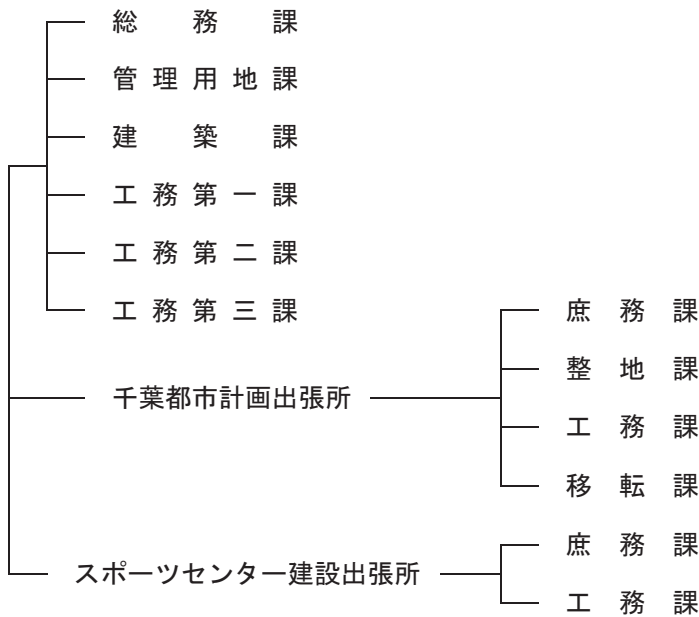 総務課
管理用地課
建築課
工務第一課
工務第二課
工務第三課
千葉都市計画出張所
庶務課
整地課
工務課
移転課
スポーツセンター建設出張所
庶務課
工務課